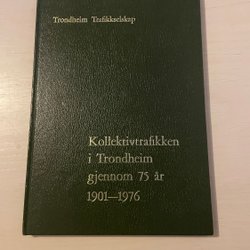 Trondheim Trafikkselskap
Kollektivtrafikken
i Trondheim
gjennom 75 år
1901—1976